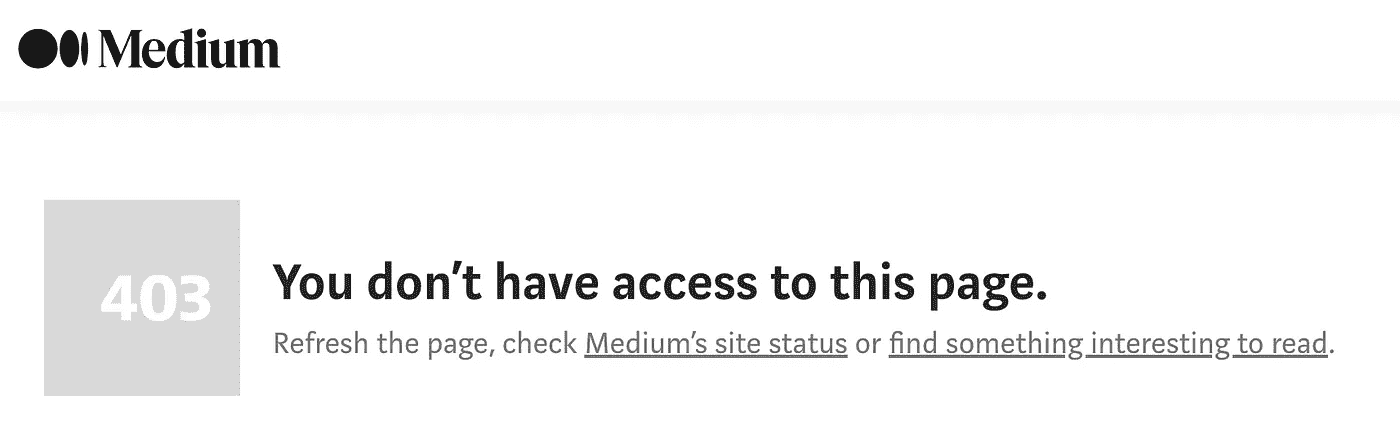 Medium
403
You don’t have access to this page.
Refresh the page, check Medium’s site status or find something interesting to read.